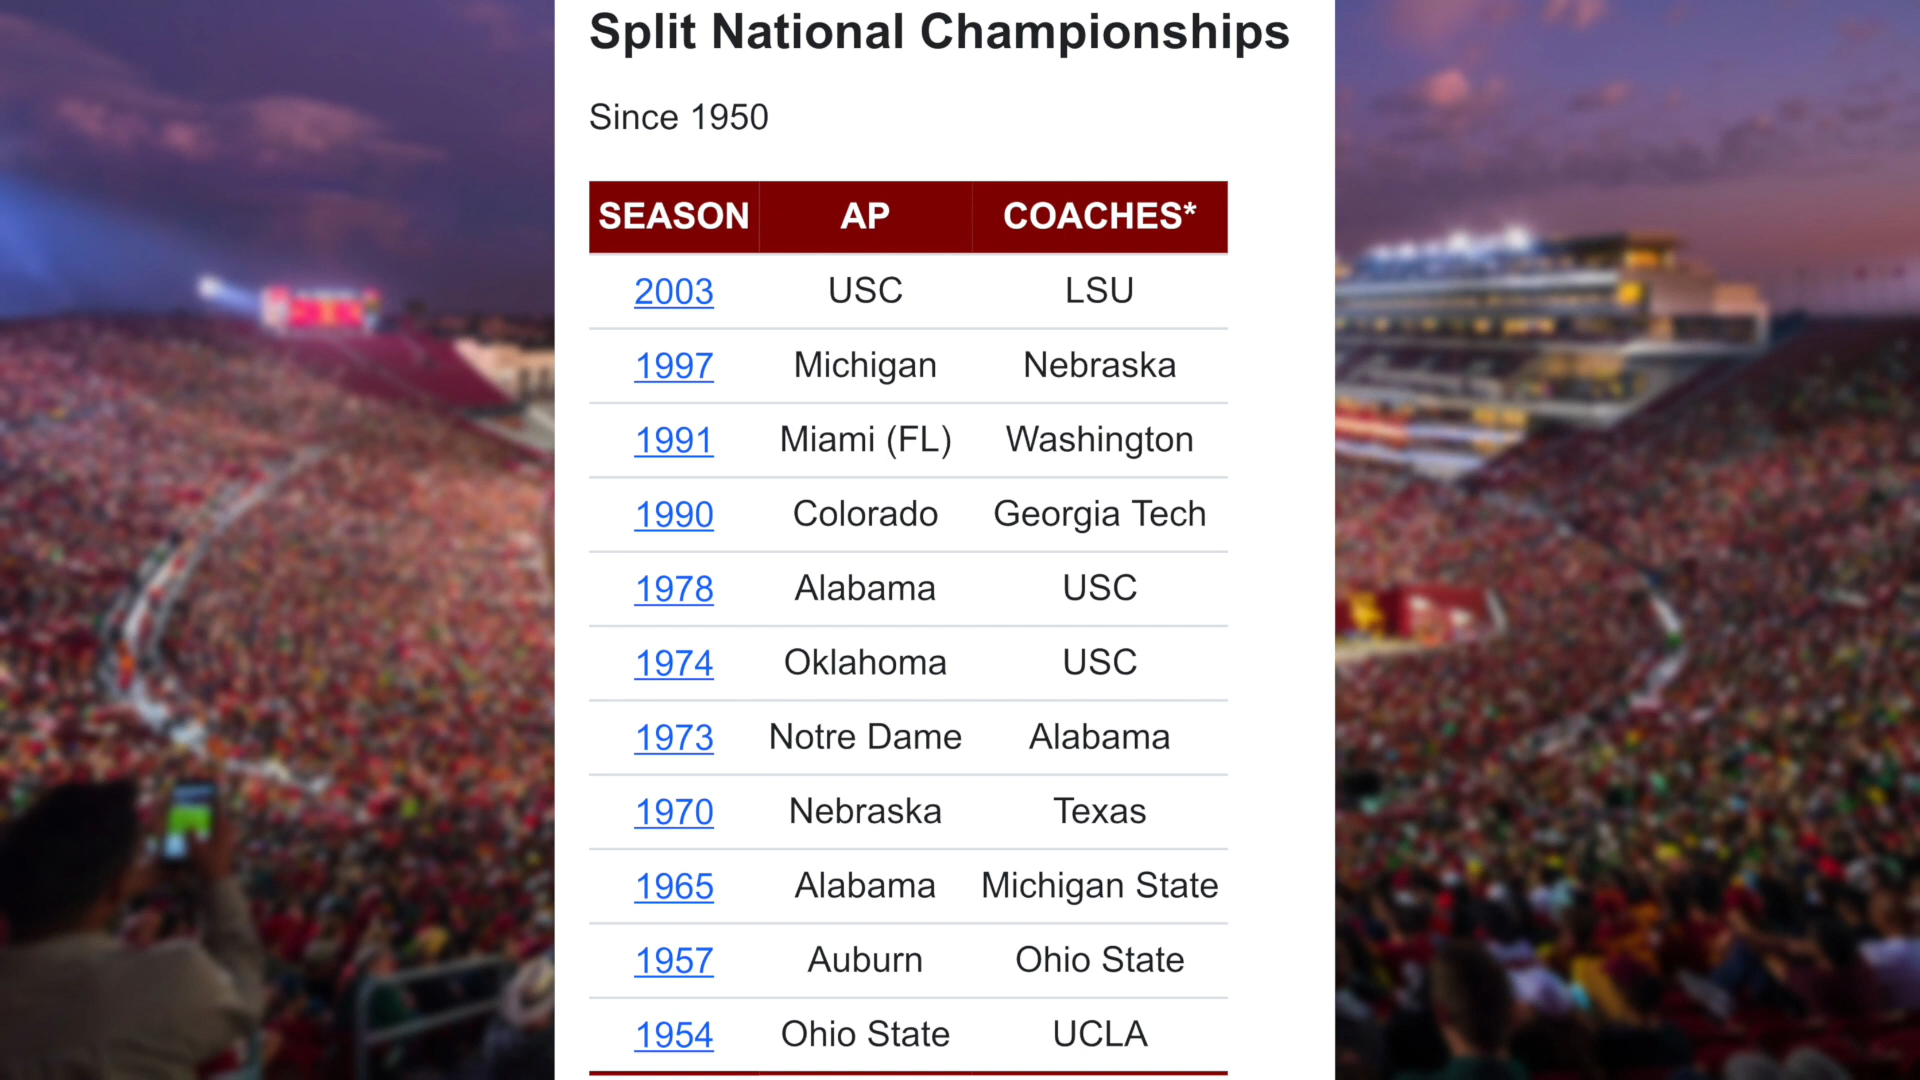 Split National Championships
Since 1950
SEASON AP COACHES*
2003 USC LSU
1997 Michigan Nebraska
1991 Miami (FL) Washington
1990 Colorado Georgia Tech
1978 Alabama USC
1974 Oklahoma USC
1973 Notre Dame Alabama
1970 Nebraska Texas
1965 Alabama Michigan State
1957 Auburn Ohio State
1954 Ohio State UCLA